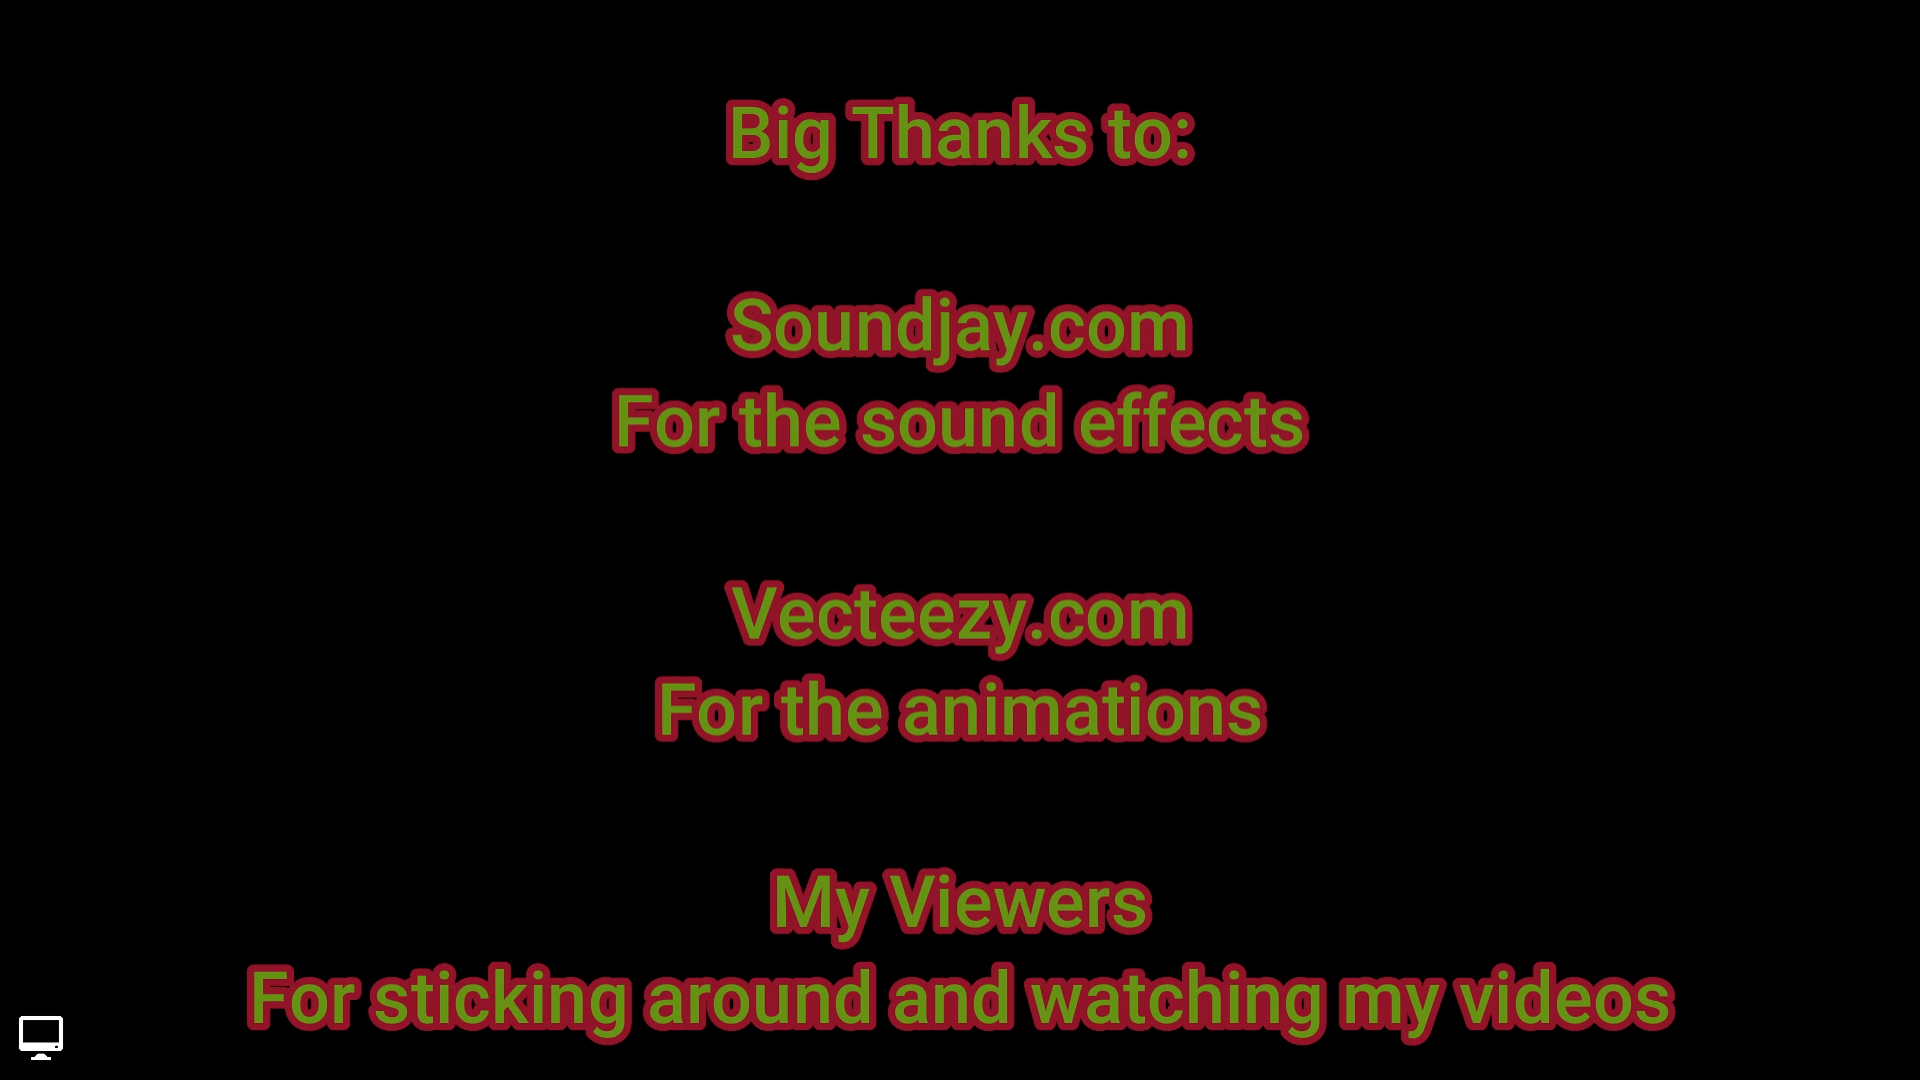 Big Thanks to:
Soundjay.com
For the sound effects
Vecteezy.com
For the animations
My Viewers
For sticking around and watching my videos